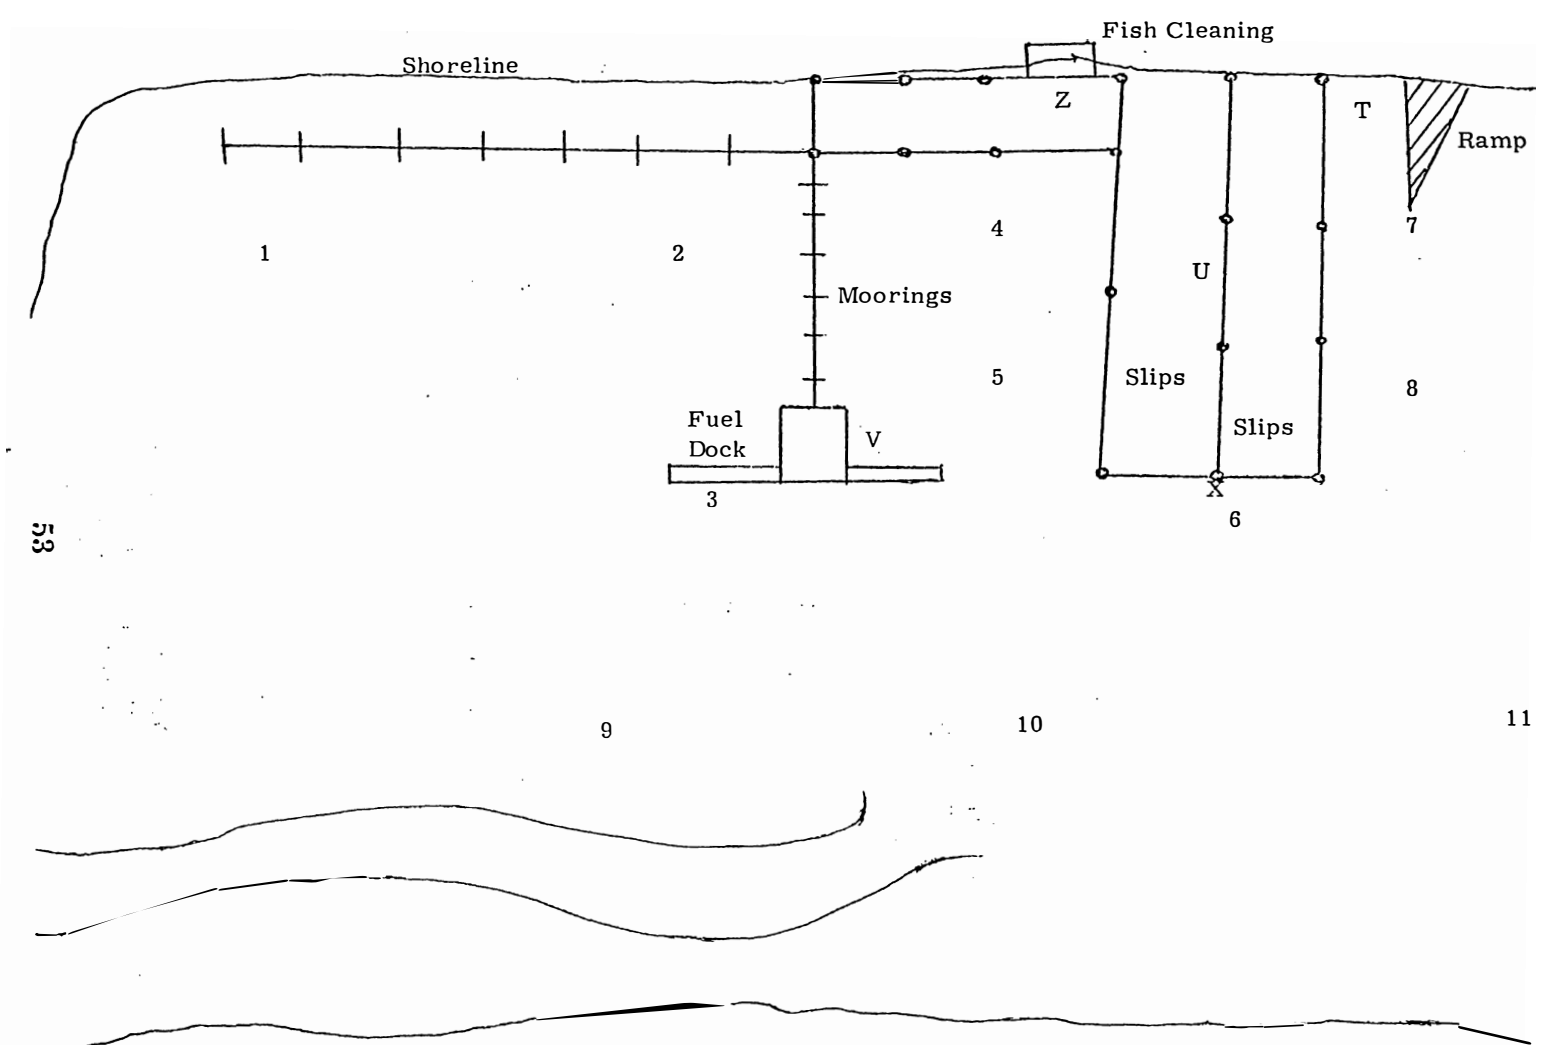 Fish Cleaning
Shoreline
Z
T
Ramp
7
4
1
2
U
Moorings
5
Slips
8
Fuel
Dock
V
Slips
3
X
6
53
9
10
11